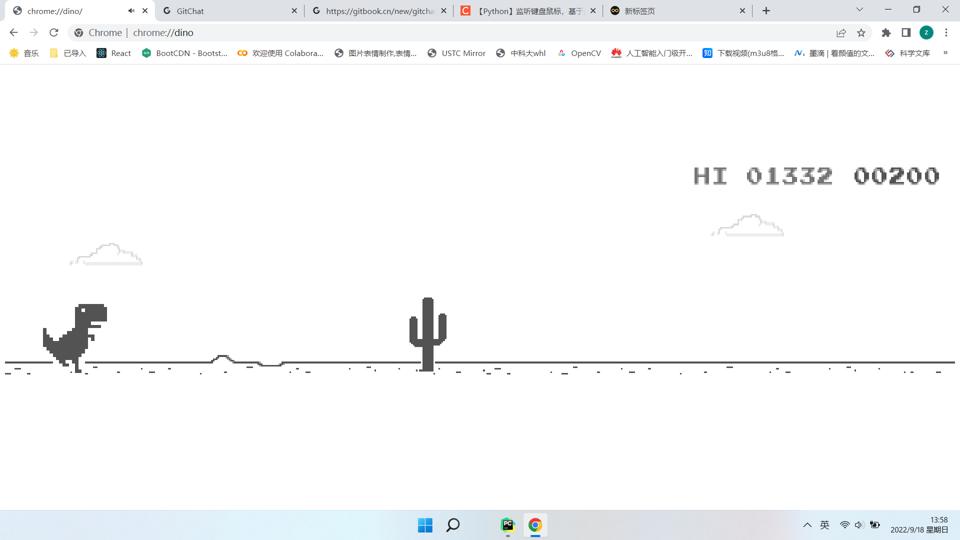 chrome://dino/
GitChat
https://gitbook.cn/new/gitcha
【Python】监听键盘鼠标，基于
新标签页
Chrome | chrome://dino
z
音乐
已导入
React
BootCDN - Bootst...
欢迎使用 Colabora...
图片表情制作,表情...
USTC Mirror
中科大whl
OpenCV
人工智能入门级开...
下载视频(m3u8格...
墨滴 | 看颜值的文...
科学文库
»
HI 01332 00200
英
13:58
2022/9/18 星期日